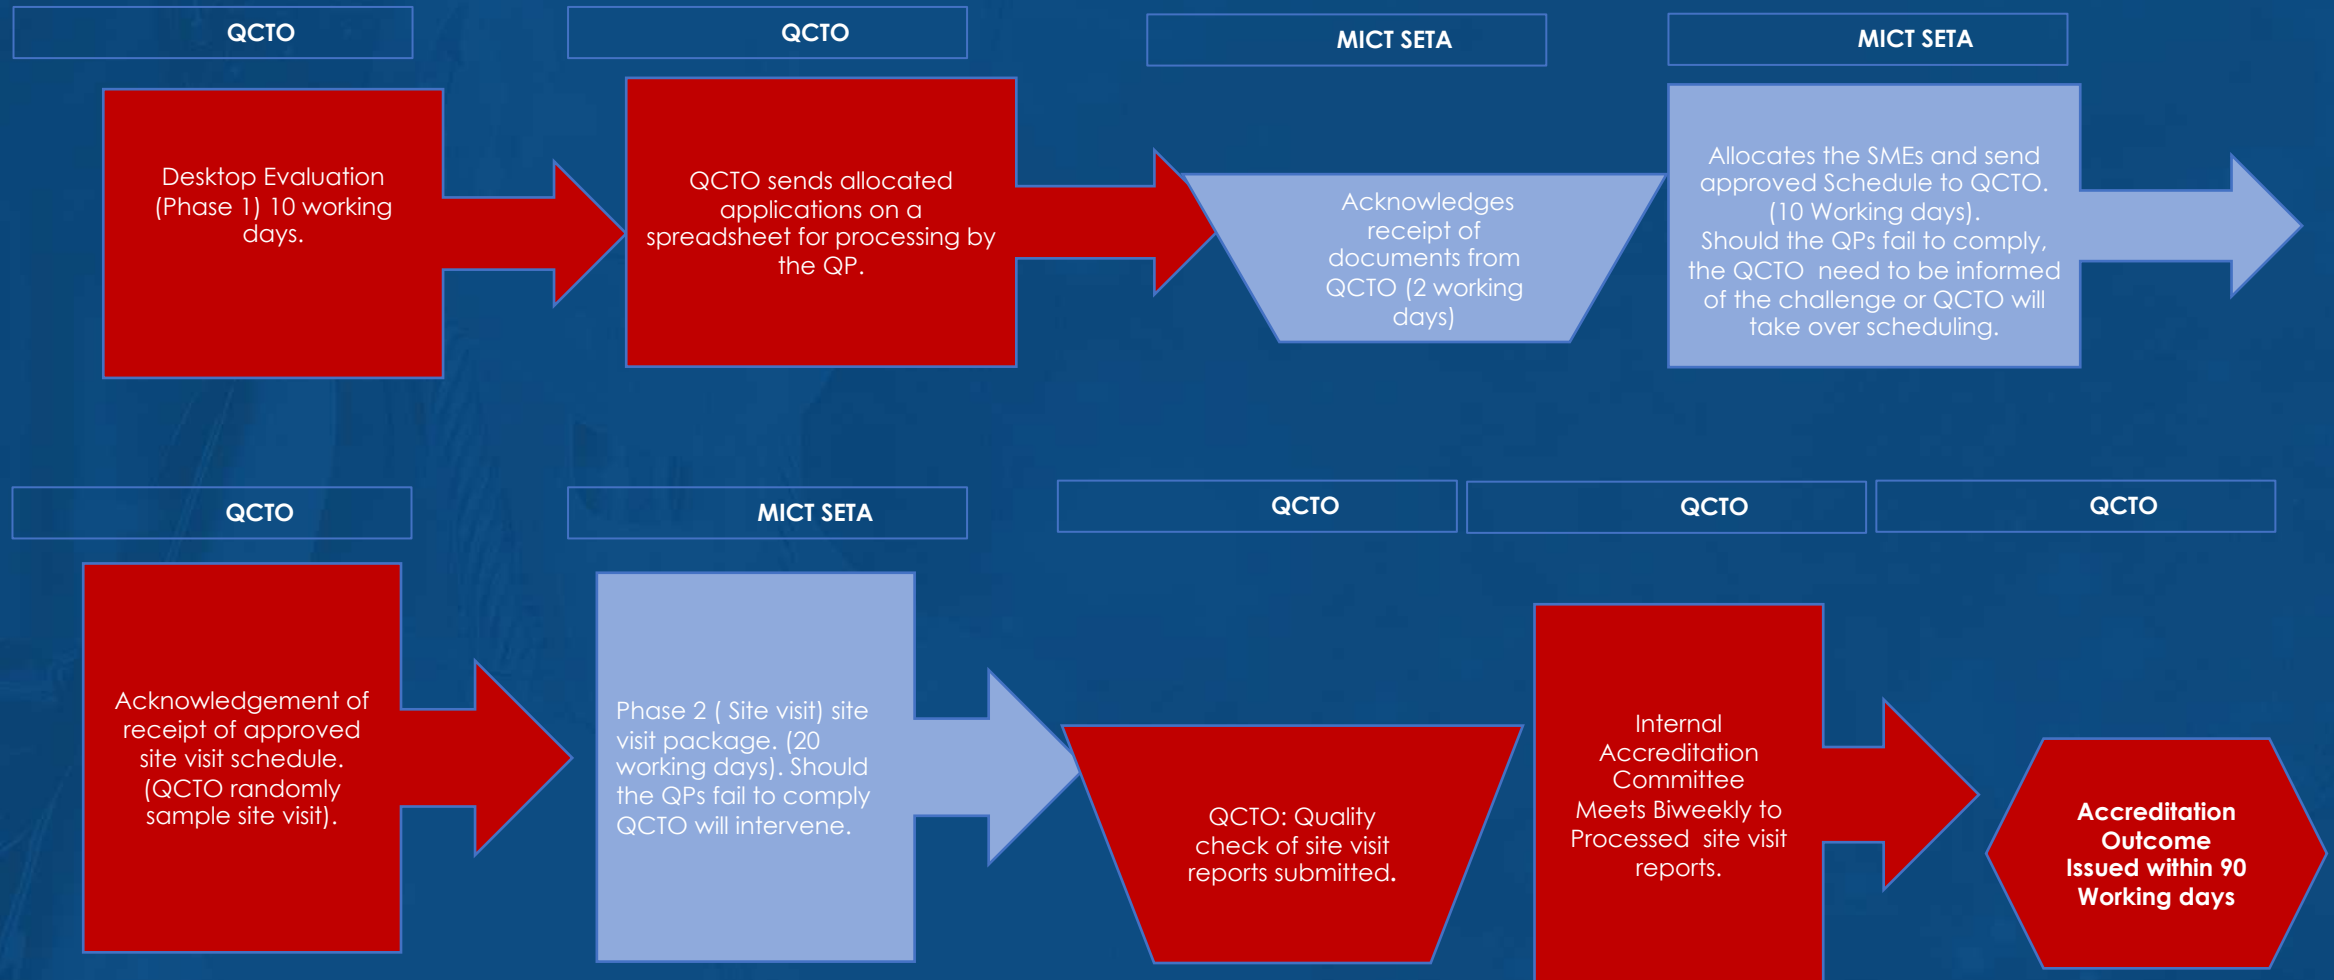 QCTO
QCTO
MICT SETA
MICT SETA
Desktop Evaluation
(Phase 1) 10 working
days.
QCTO sends allocated
applications on a
spreadsheet for processing by
the QP.
Acknowledges
receipt of
documents from
QCTO (2 working
days)
Allocates the SMEs and send
approved Schedule to QCTO.
(10 Working days).
Should the QPs fail to comply,
the QCTO need to be informed
of the challenge or QCTO will
take over scheduling.
QCTO
MICT SETA
QCTO
QCTO
QCTO
Acknowledgement of
receipt of approved
site visit schedule.
(QCTO randomly
sample site visit).
Phase 2 ( Site visit) site
visit package. (20
working days). Should
the QPs fail to comply
QCTO will intervene.
QCTO: Quality
check of site visit
reports submitted.
Internal
Accreditation
Committee
Meets Biweekly to
Processed site visit
reports.
Accreditation
Outcome
Issued within 90
Working days